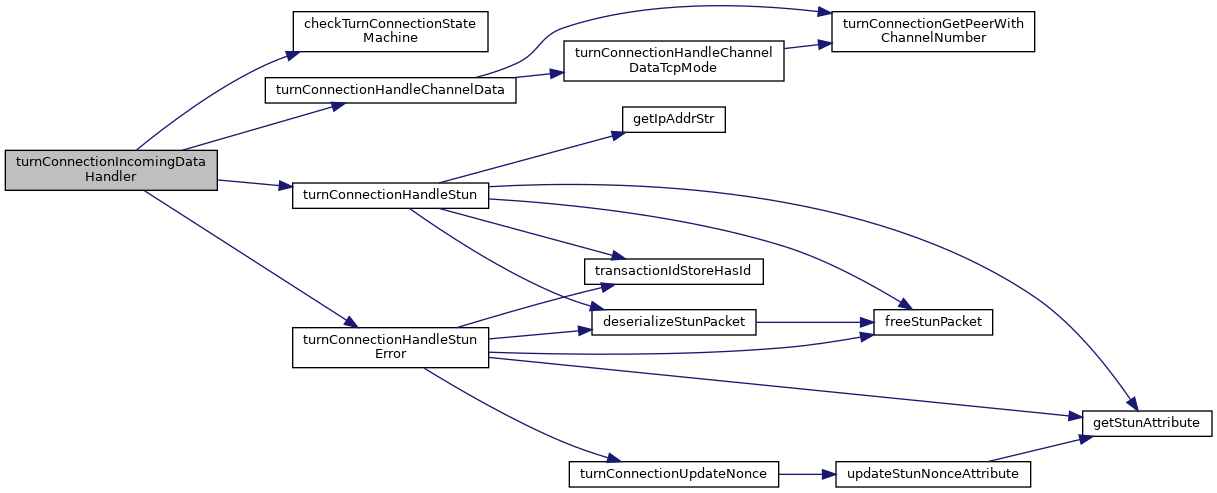 checkTurnConnectionState
Machine
turnConnectionGetPeerWith
ChannelNumber
turnConnectionHandleChannel
DataTcpMode
turnConnectionHandleChannelData
getIpAddrStr
turnConnectionIncomingData
Handler
turnConnectionHandleStun
transactionIdStoreHasId
deserializeStunPacket
freeStunPacket
turnConnectionHandleStun
Error
getStunAttribute
turnConnectionUpdateNonce
updateStunNonceAttribute